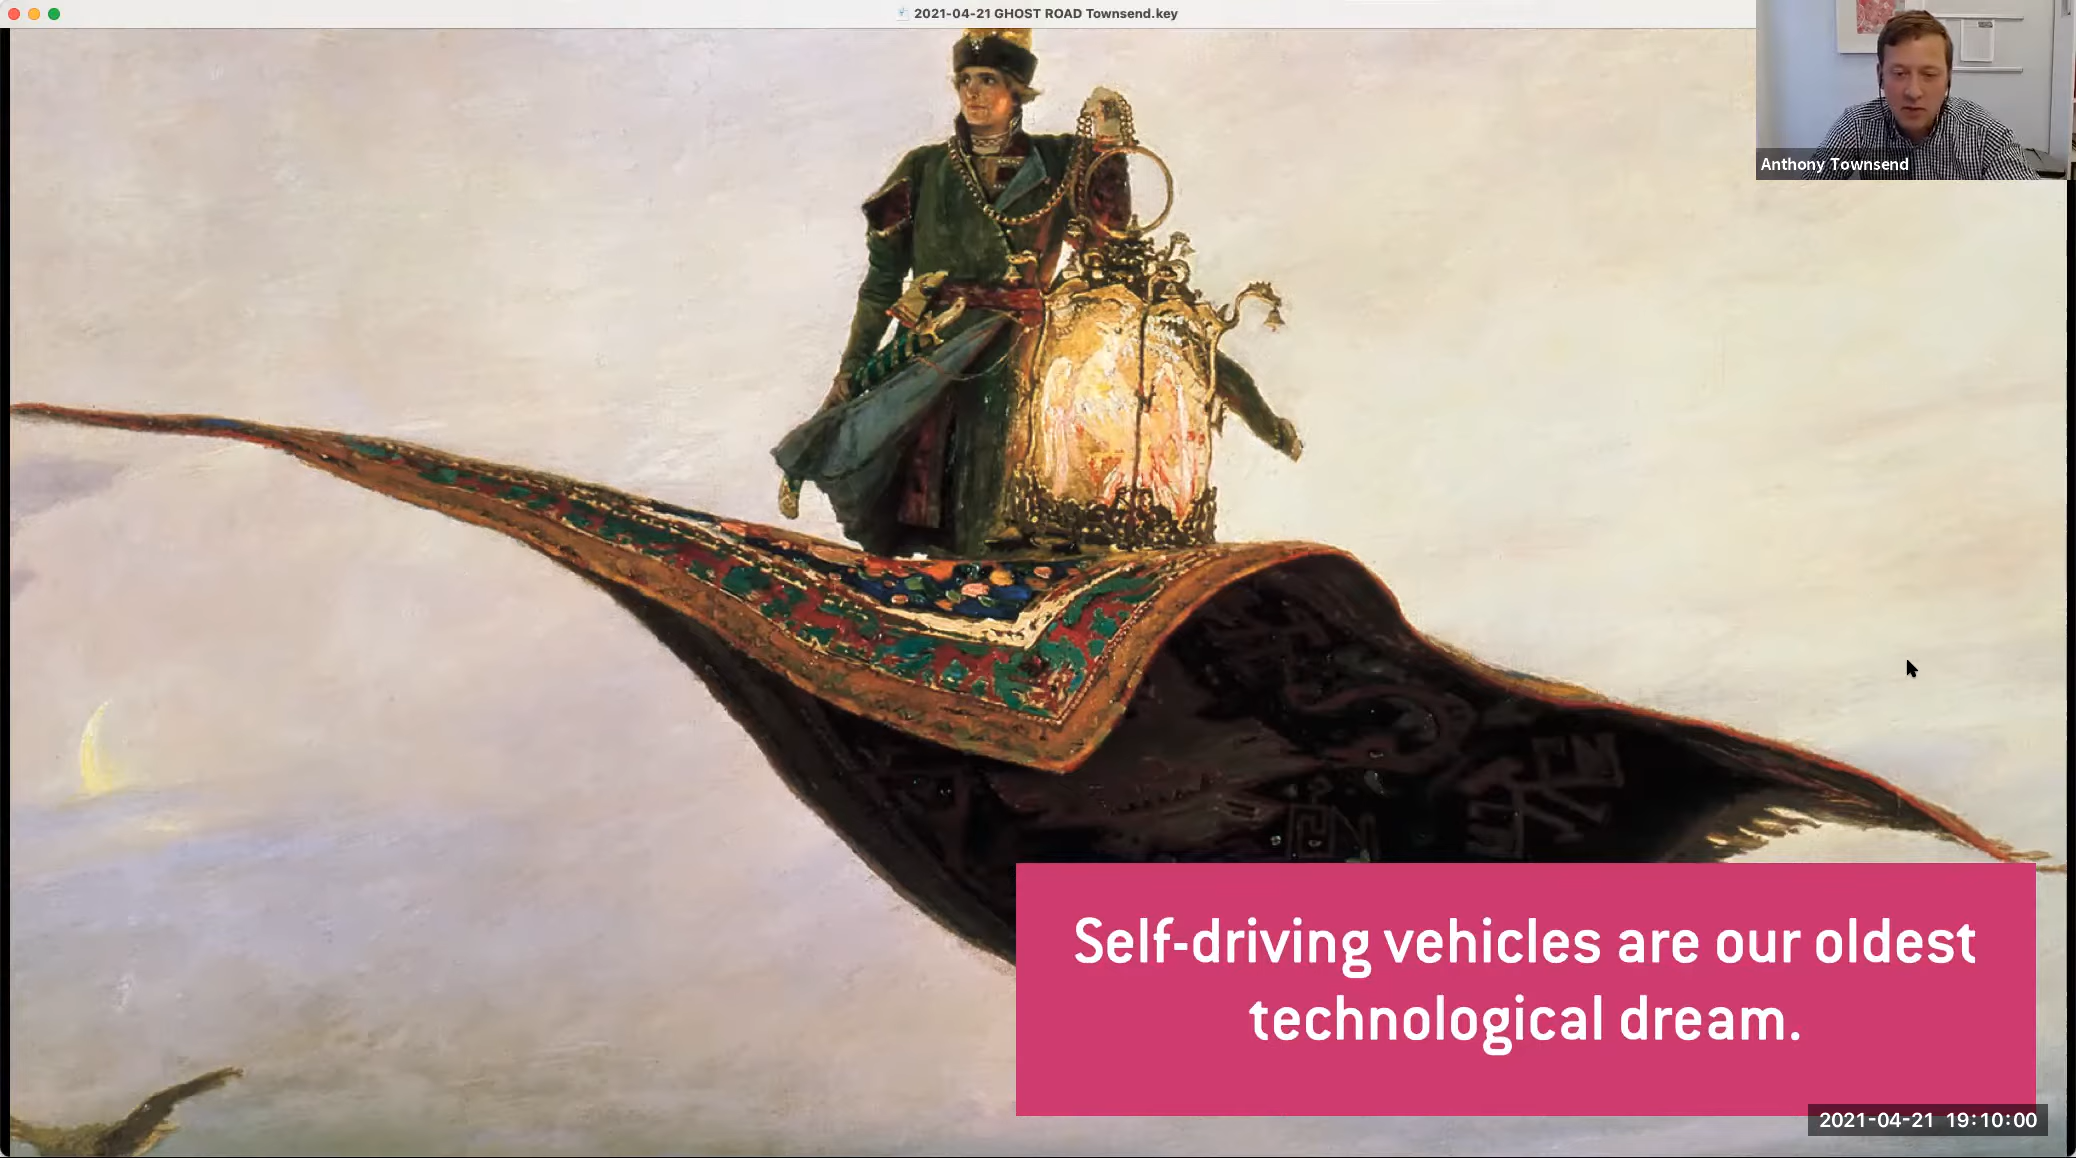 2021-04-21 GHOST ROAD Townsend.key
Anthony Townsend
Self-driving vehicles are our oldest
technological dream.
2021-04-21 19:10:00